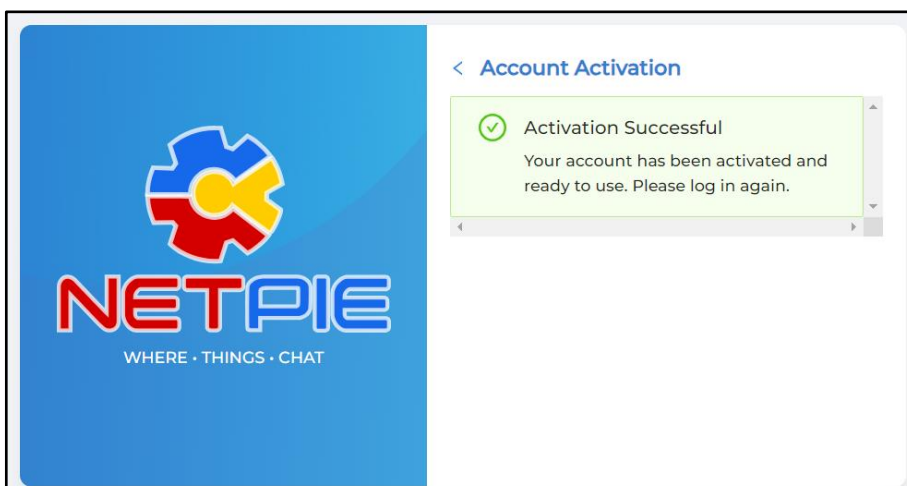 NETPIE
WHERE • THINGS • CHAT
< Account Activation
Activation Successful
Your account has been activated and
ready to use. Please log in again.